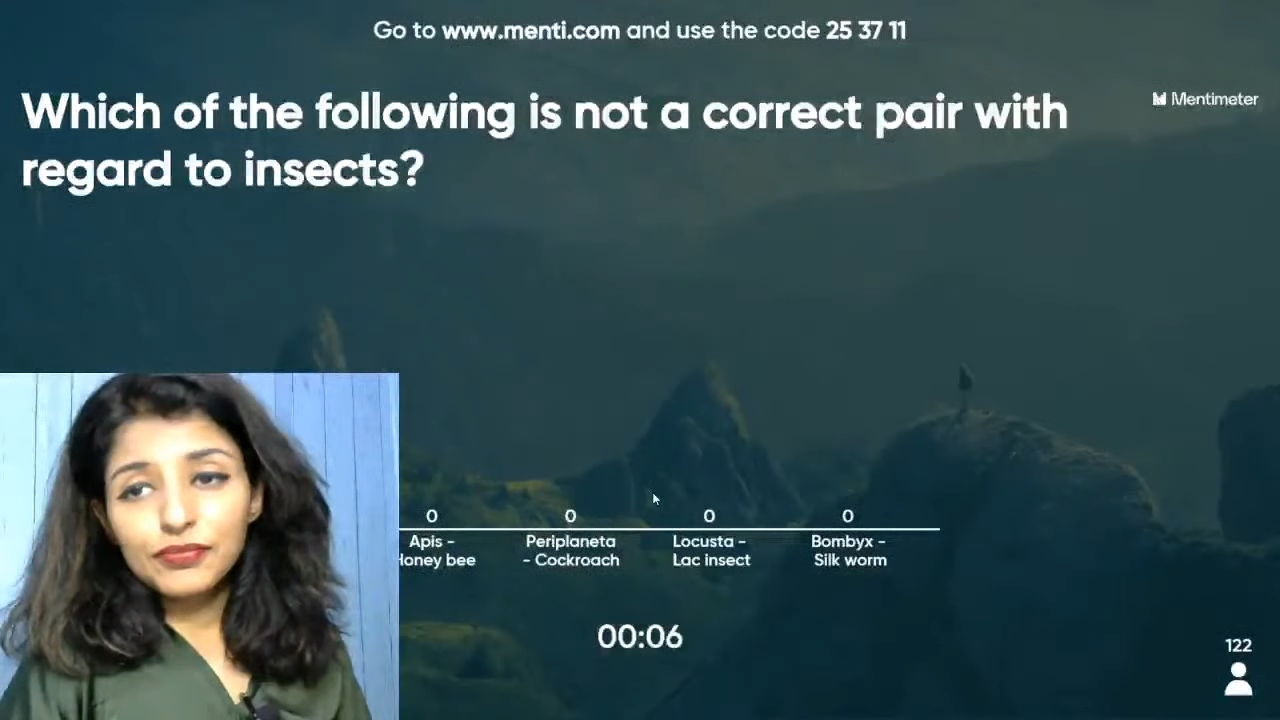 Go to www.menti.com and use the code 25 37 11
Which of the following is not a correct pair with
regard to insects?
Mentimeter
0
0
0
0
Apis -
Honey bee
Periplaneta
- Cockroach
Locusta -
Lac insect
Bombyx -
Silk worm
00:06
122